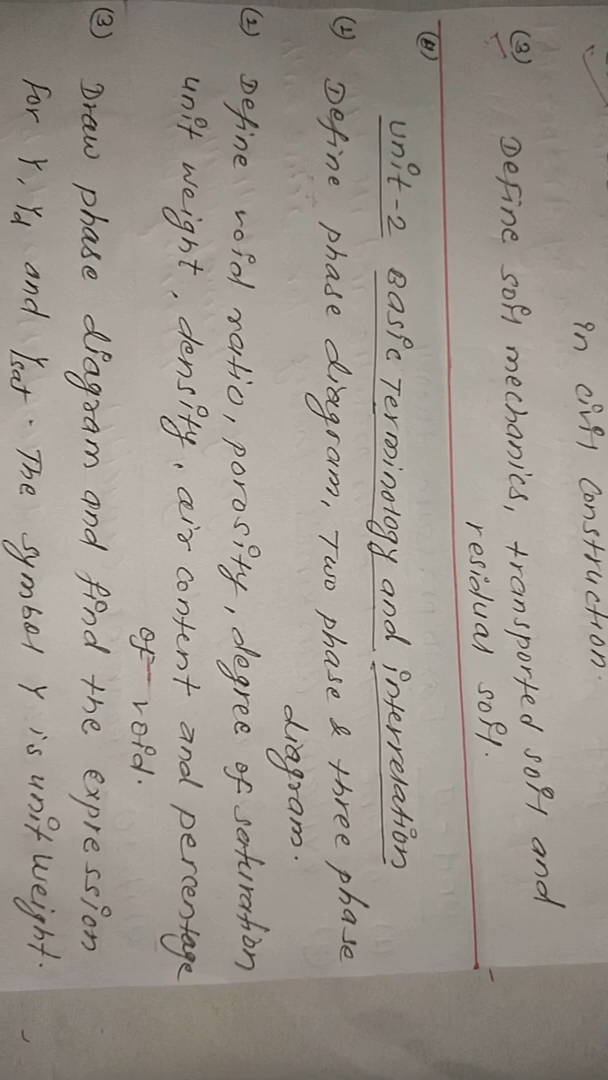 in civil construction.
(3) Define soil mechanics, transported soil and
residual soil.
(B) Unit-2 Basic Terminology and interrelation
(1) Define phase diagram, Two phase & three phase
diagram.
(2) Define void ratio, porosity, degree of saturation
unit weight, density, air content and percentage
of void.
(3) Draw phase diagram and find the expression
for γ, γd and γsat. The symbol γ is unit weight.